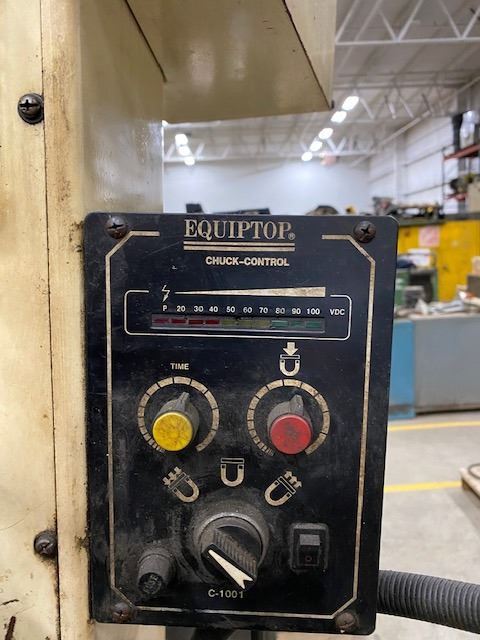 EQUIPTOP®
CHUCK-CONTROL
P 20 30 40 50 60 70 80 90 100 VDC
TIME
C-1001